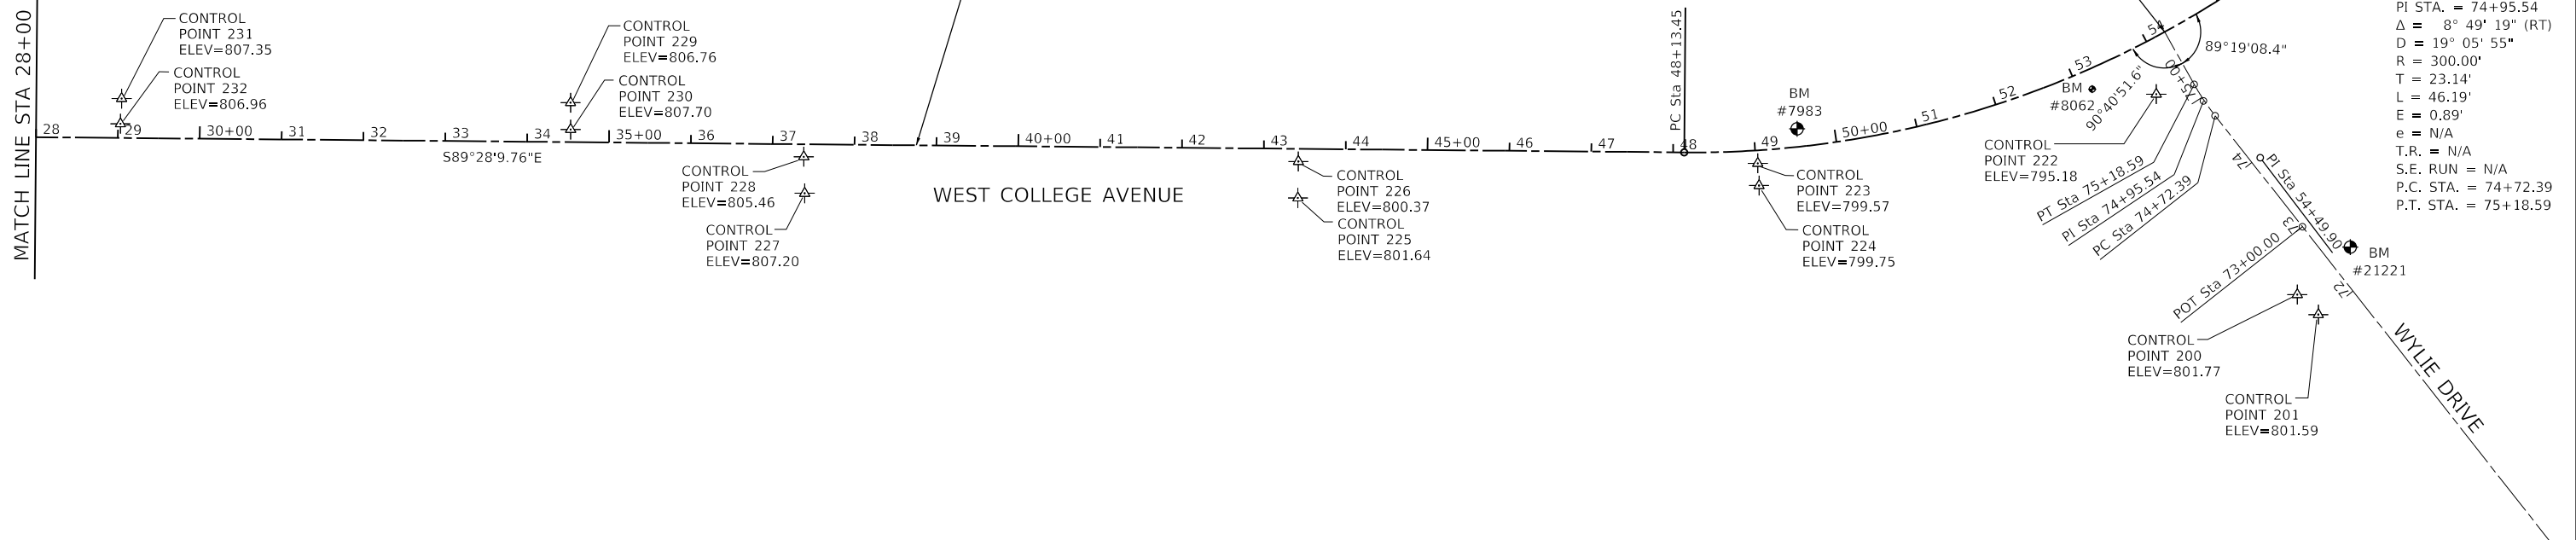 MATCH LINE STA 28+00
CONTROL
POINT 231
ELEV=807.35
CONTROL
POINT 232
ELEV=806.96
CONTROL
POINT 229
ELEV=806.76
CONTROL
POINT 230
ELEV=807.70
28
29
30+00
31
32
33
34
35+00
36
37
38
39
40+00
41
42
43
44
45+00
46
47
48
49
50+00
51
52
53
54
S89°28'9.76"E
CONTROL
POINT 228
ELEV=805.46
CONTROL
POINT 227
ELEV=807.20
WEST COLLEGE AVENUE
CONTROL
POINT 226
ELEV=800.37
CONTROL
POINT 225
ELEV=801.64
PC Sta 48+13.45
BM
#7983
CONTROL
POINT 223
ELEV=799.57
CONTROL
POINT 224
ELEV=799.75
BM
#8062
90°40'51.6"
89°19'08.4"
75+00
CONTROL
POINT 222
ELEV=795.18
PT Sta 75+18.59
PI Sta 74+95.54
PC Sta 74+72.39
74
PI Sta 54+49.90
73
POT Sta 73+00.00
72
BM
#21221
CONTROL
POINT 200
ELEV=801.77
CONTROL
POINT 201
ELEV=801.59
WYLIE DRIVE
PI STA. = 74+95.54
Δ = 8° 49' 19" (RT)
D = 19° 05' 55"
R = 300.00'
T = 23.14'
L = 46.19'
E = 0.89'
e = N/A
T.R. = N/A
S.E. RUN = N/A
P.C. STA. = 74+72.39
P.T. STA. = 75+18.59